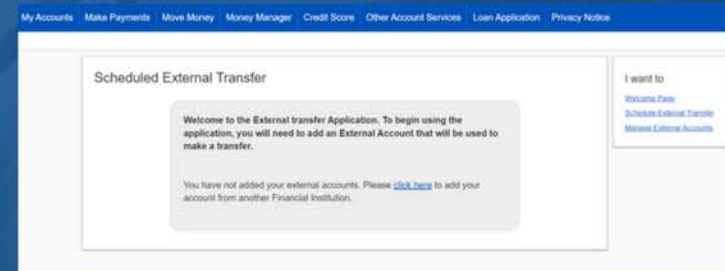 My Accounts Make Payments Move Money Money Manager Credit Score Other Account Services Loan Application Privacy Notice
Scheduled External Transfer
Welcome to the External transfer Application. To begin using the
application, you will need to add an External Account that will be used to
make a transfer.
You have not added your external accounts. Please click here to add your
account from another Financial Institution.
I want to
Welcome Page
Schedule External Transfer
Manage External Accounts